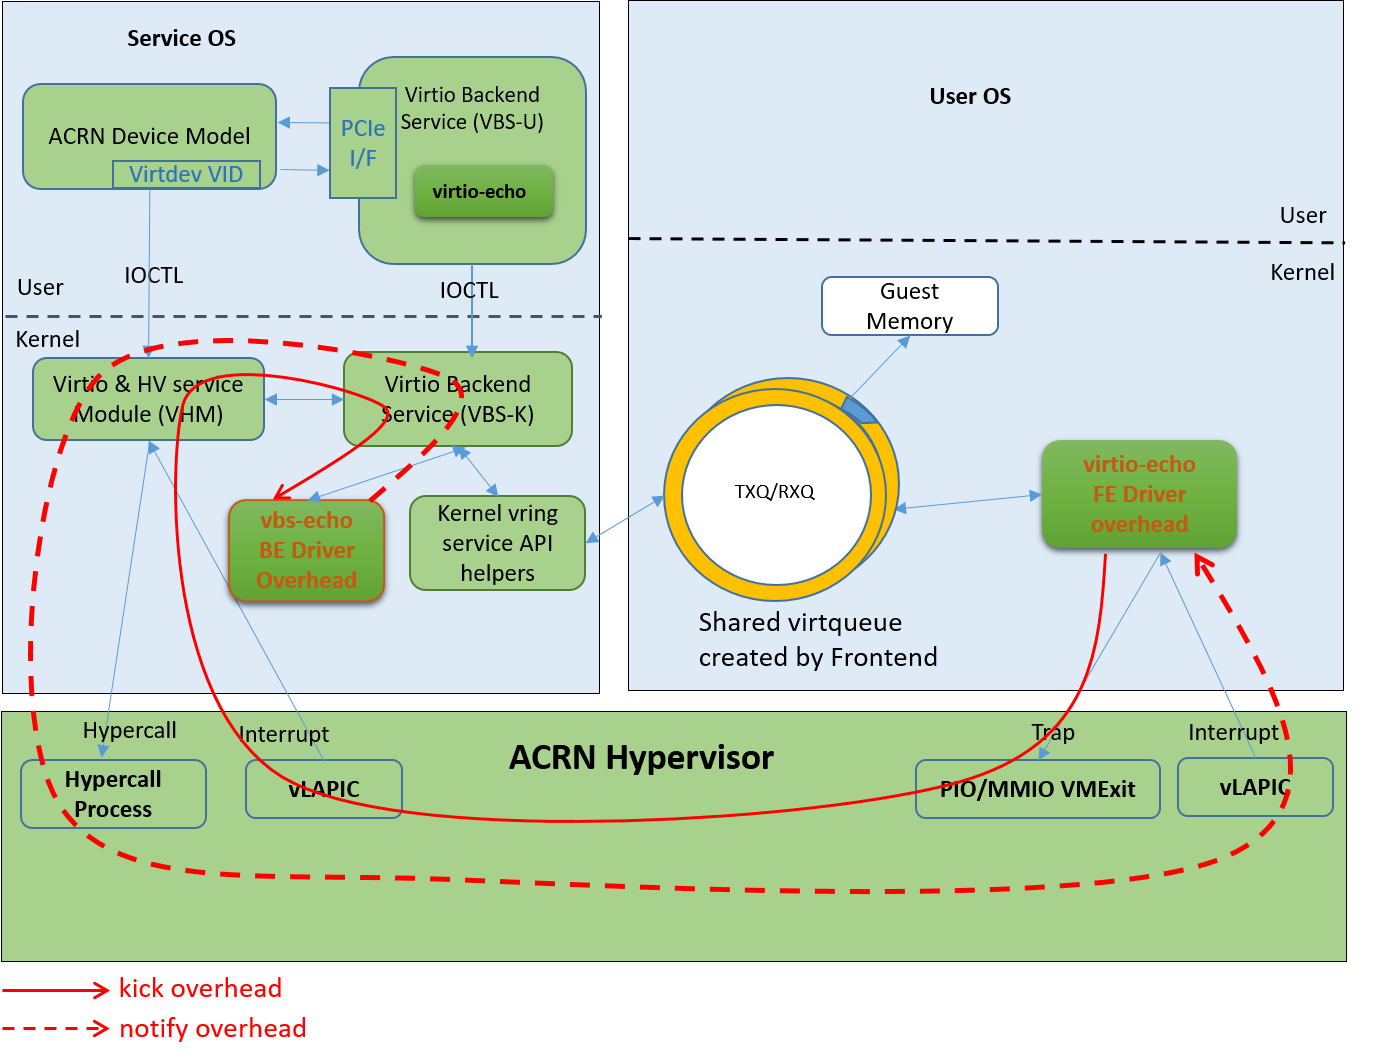 Service OS
ACRN Device Model
Virtdev VID
PCIe
I/F
Virtio Backend
Service (VBS-U)
virtio-echo
IOCTL
IOCTL
User
Kernel
Virtio & HV service
Module (VHM)
Virtio Backend
Service (VBS-K)
vbs-echo
BE Driver
Overhead
Kernel vring
service API
helpers
User OS
User
Kernel
Guest
Memory
TXQ/RXQ
Shared virtqueue
created by Frontend
virtio-echo
FE Driver
overhead
Hypercall
Interrupt
ACRN Hypervisor
Trap
Interrupt
Hypercall
Process
vLAPIC
PIO/MMIO VMExit
vLAPIC
kick overhead
notify overhead